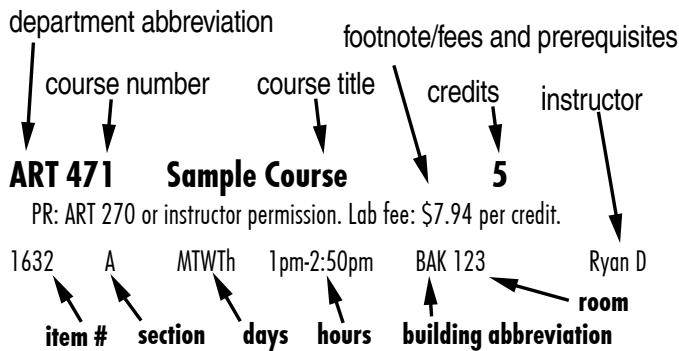 department abbreviation
footnote/fees and prerequisites
course number course title credits instructor
ART 471 Sample Course 5
PR: ART 270 or instructor permission. Lab fee: $7.94 per credit.
1632 A MTWTh 1pm-2:50pm BAK 123 Ryan D
room
item # section days hours building abbreviation